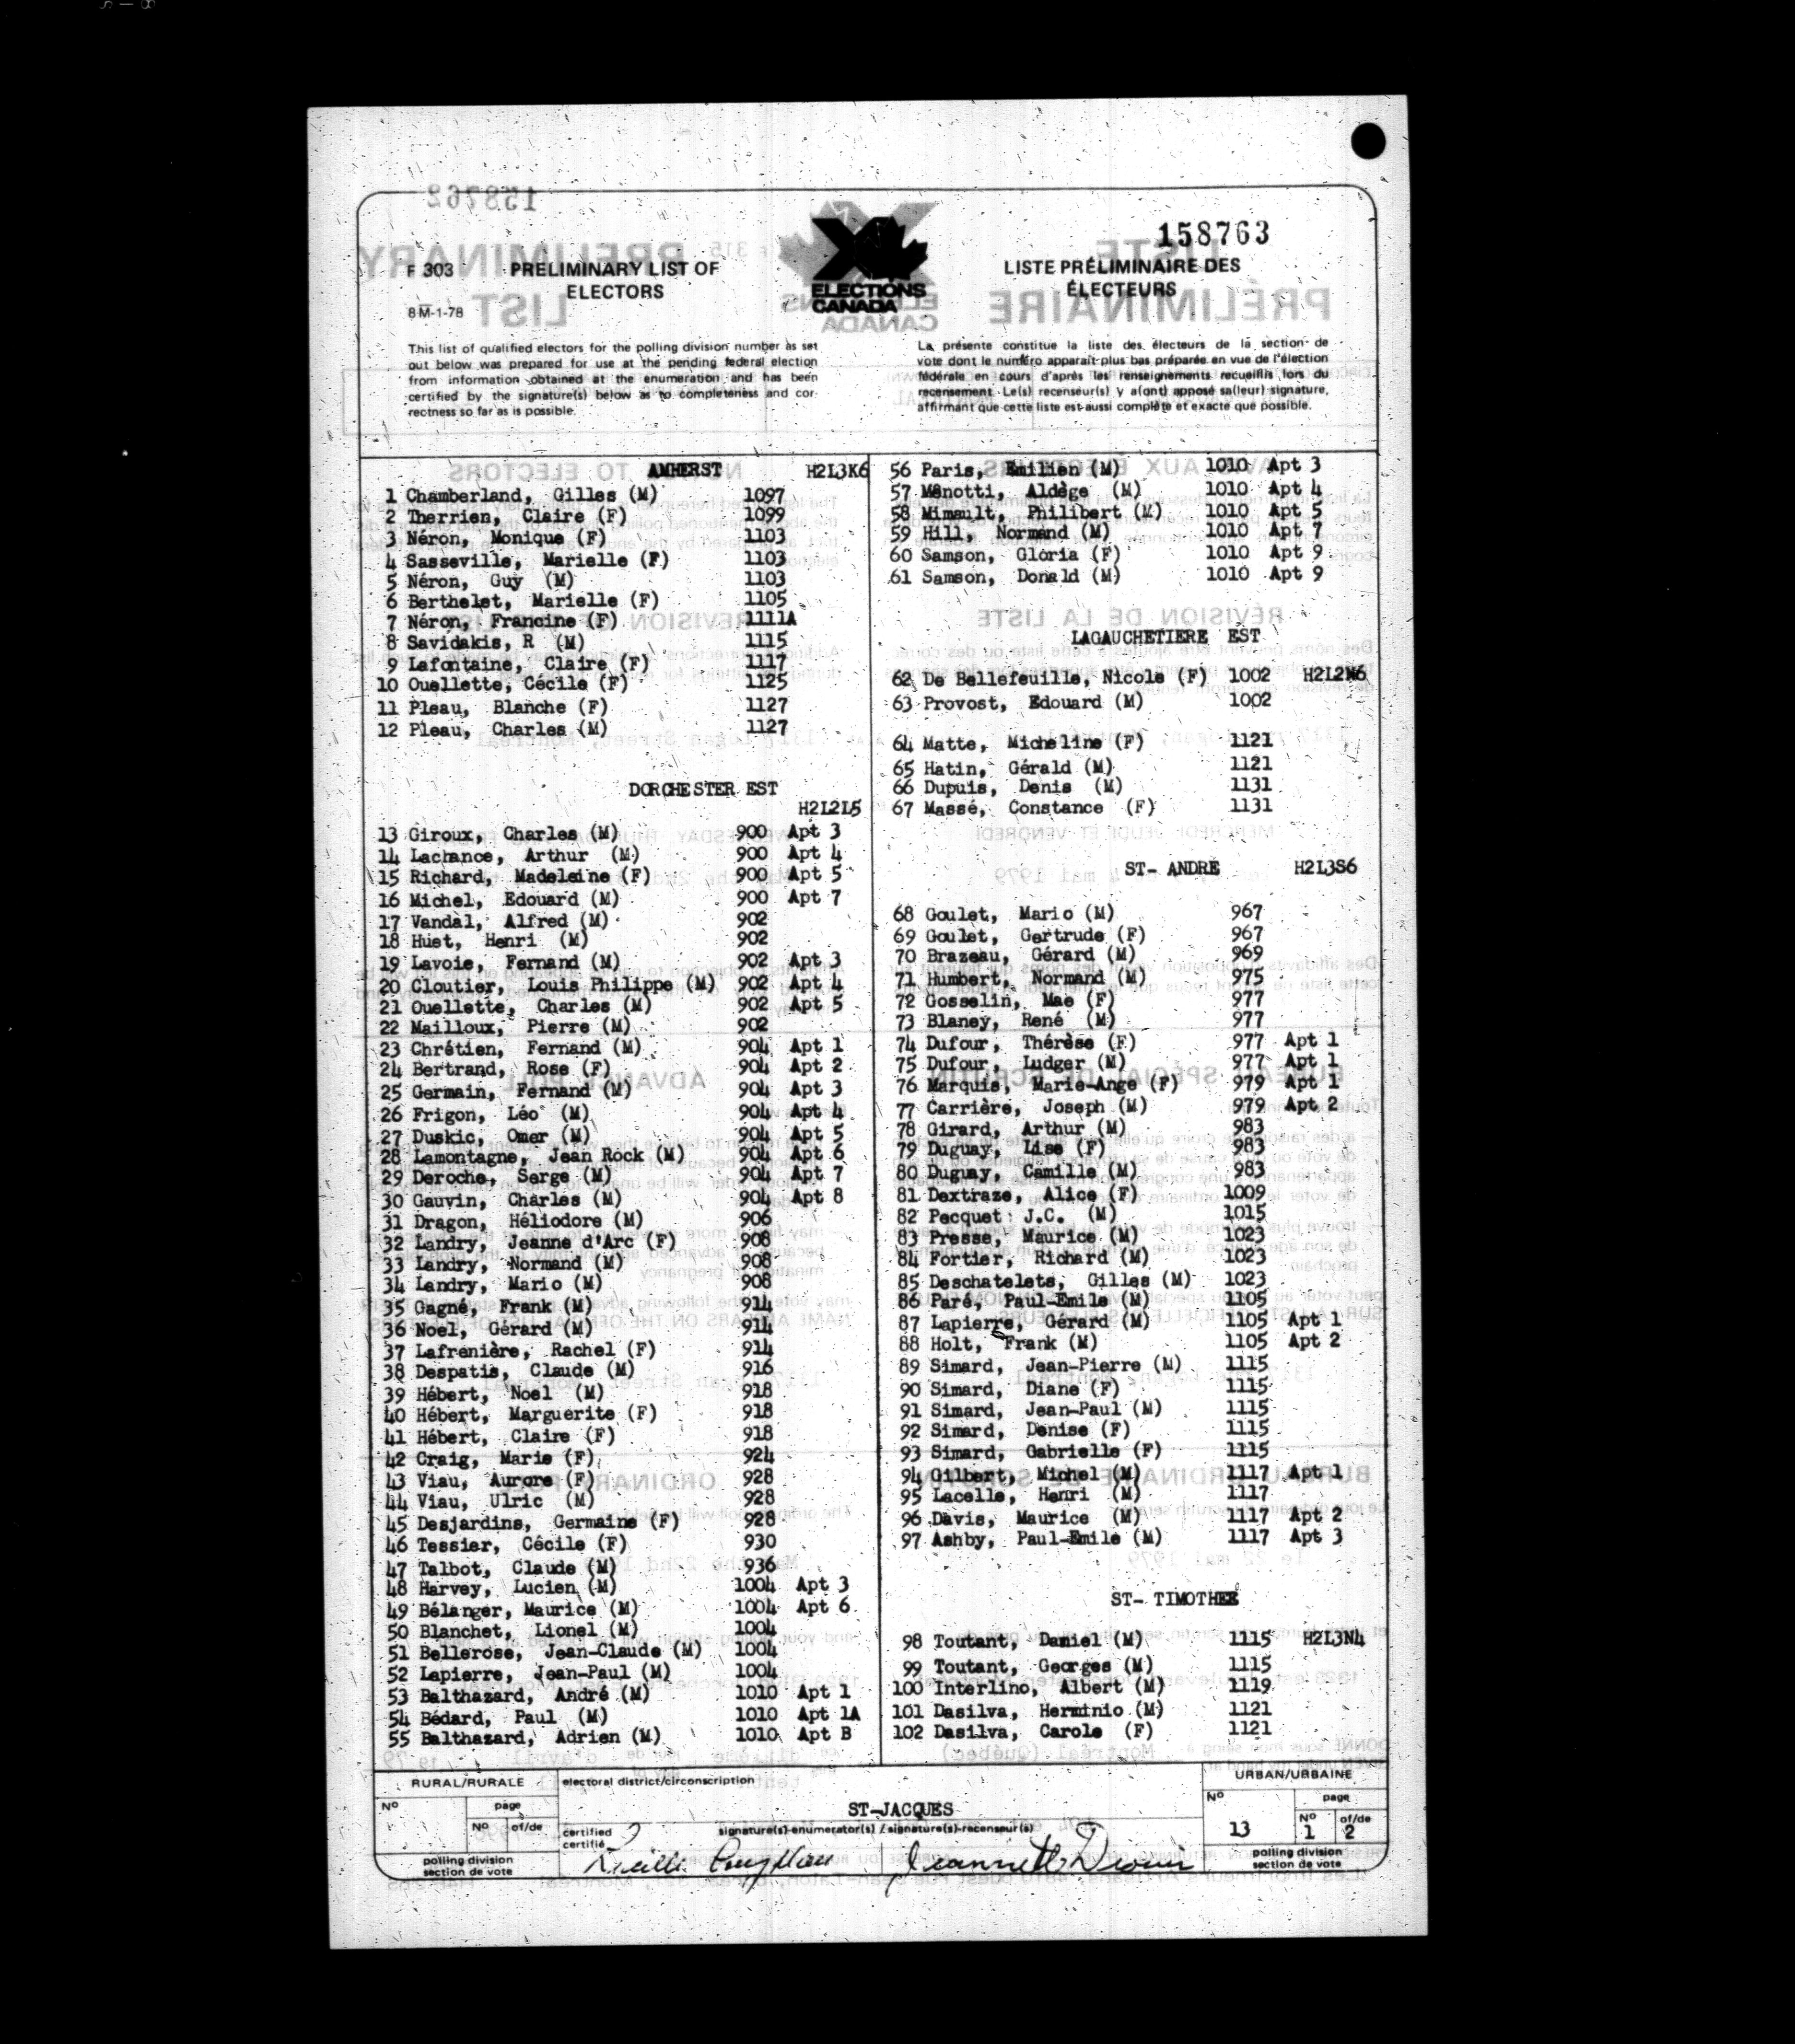 158763
F 303 PRELIMINARY LIST OF ELECTORS
8M-1-78
ELECTIONS CANADA
LISTE PRÉLIMINAIRE DES ÉLECTEURS
This list of qualified electors for the polling division number as set
out below was prepared for use at the pending federal election
from information obtained at the enumeration and has been
certified by the signature(s) below as to completeness and cor-
rectness so far as is possible.
La présente constitue la liste des électeurs de la section de
vote dont le numéro apparaît plus bas préparée en vue de l'élection
fédérale en cours d'après les renseignements recueillis lors du
recensement. Le(s) recenseur(s) y a(ont) apposé sa(leur) signature,
affirmant que cette liste est aussi complète et exacte que possible.
AMHERST H2L3K6
1 Chamberland, Gilles (M) 1097
2 Therrien, Claire (F) 1099
3 Néron, Monique (F) 1103
4 Sasseville, Marielle (F) 1103
5 Néron, Guy (M) 1103
6 Berthelet, Marielle (F) 1105
7 Néron, Francine (F) 1111A
8 Savidakis, R (M) 1115
9 Lafontaine, Claire (F) 1117
10 Ouellette, Cécile (F) 1125
11 Pleau, Blanche (F) 1127
12 Pleau, Charles (M) 1127
DORCHESTER EST
H2L2L5
13 Giroux, Charles (M) 900 Apt 3
14 Lachance, Arthur (M) 900 Apt 4
15 Richard, Madeleine (F) 900 Apt 5
16 Michel, Edouard (M) 900 Apt 7
17 Vandal, Alfred (M) 902
18 Huet, Henri (M) 902
19 Lavoie, Fernand (M) 902 Apt 3
20 Cloutier, Louis Philippe (M) 902 Apt 4
21 Ouellette, Charles (M) 902 Apt 5
22 Mailloux, Pierre (M) 902
23 Chrétien, Fernand (M) 904 Apt 1
24 Bertrand, Rose (F) 904 Apt 2
25 Germain, Fernand (M) 904 Apt 3
26 Frigon, Léo (M) 904 Apt 4
27 Duskic, Omer (M) 904 Apt 5
28 Lamontagne, Jean Rock (M) 904 Apt 6
29 Deroche, Serge (M) 904 Apt 7
30 Gauvin, Charles (M) 904 Apt 8
31 Dragon, Héliodore (M) 906
32 Landry, Jeanne d'Arc (F) 908
33 Landry, Normand (M) 908
34 Landry, Mario (M) 908
35 Gagné, Frank (M) 914
36 Noel, Gérard (M) 914
37 Lafrenière, Rachel (F) 914
38 Despatis, Claude (M) 916
39 Hébert, Noel (M) 918
40 Hébert, Marguerite (F) 918
41 Hébert, Claire (F) 918
42 Craig, Marie (F) 924
43 Viau, Aurore (F) 928
44 Viau, Ulric (M) 928
45 Desjardins, Germaine (F) 928
46 Tessier, Cécile (F) 930
47 Talbot, Claude (M) 936
48 Harvey, Lucien (M) 1004 Apt 3
49 Bélanger, Maurice (M) 1004 Apt 6
50 Blanchet, Lionel (M) 1004
51 Bellerose, Jean-Claude (M) 1004
52 Lapierre, Jean-Paul (M) 1004
53 Balthazard, André (M) 1010 Apt 1
54 Bédard, Paul (M) 1010 Apt 1A
55 Balthazard, Adrien (M) 1010 Apt B
56 Paris, Emilien (M) 1010 Apt 3
57 Menotti, Aldège (M) 1010 Apt 4
58 Mimault, Philibert (M) 1010 Apt 5
59 Hill, Normand (M) 1010 Apt 7
60 Samson, Gloria (F) 1010 Apt 9
61 Samson, Donald (M) 1010 Apt 9
LAGAUCHETIERE EST
62 De Bellefeuille, Nicole (F) 1002 H2L2N6
63 Provost, Edouard (M) 1002
64 Matte, Micheline (F) 1121
65 Hatin, Gérald (M) 1121
66 Dupuis, Denis (M) 1131
67 Massé, Constance (F) 1131
ST- ANDRE H2L3S6
68 Goulet, Mario (M) 967
69 Goulet, Gertrude (F) 967
70 Brazeau, Gérard (M) 969
71 Humbert, Normand (M) 975
72 Gosselin, Mae (F) 977
73 Blaney, René (M) 977
74 Dufour, Thérèse (F) 977 Apt 1
75 Dufour, Ludger (M) 977 Apt 1
76 Marquis, Marie-Ange (F) 979 Apt 1
77 Carrière, Joseph (M) 979 Apt 2
78 Girard, Arthur (M) 983
79 Duguay, Lise (F) 983
80 Duguay, Camille (M) 983
81 Dextraze, Alice (F) 1009
82 Pecquet J.C. (M) 1015
83 Presse, Maurice (M) 1023
84 Fortier, Richard (M) 1023
85 Deschatelets, Gilles (M) 1023
86 Paré, Paul-Emile (M) 1105
87 Lapierre, Gérard (M) 1105 Apt 1
88 Holt, Frank (M) 1105 Apt 2
89 Simard, Jean-Pierre (M) 1115
90 Simard, Diane (F) 1115
91 Simard, Jean-Paul (M) 1115
92 Simard, Denise (F) 1115
93 Simard, Gabrielle (F) 1115
94 Gilbert, Michel (M) 1117 Apt 1
95 Lacelle, Henri (M) 1117
96 Davis, Maurice (M) 1117 Apt 2
97 Ashby, Paul-Emile (M) 1117 Apt 3
ST- TIMOTHEE
98 Toutant, Daniel (M) 1115 H2L3N4
99 Toutant, Georges (M) 1115
100 Interlino, Albert (M) 1119
101 Dasilva, Herminio (M) 1121
102 Dasilva, Carole (F) 1121
RURAL/RURALE
No page
No of/de
polling division
section de vote
electoral district/circonscription
ST-JACQUES
certified
certifié
signature(s)-enumerator(s) / signature(s)-recenseur(s)
Jeannette
URBAN/URBAINE
No page
No of/de
13 1 2
polling division
section de vote